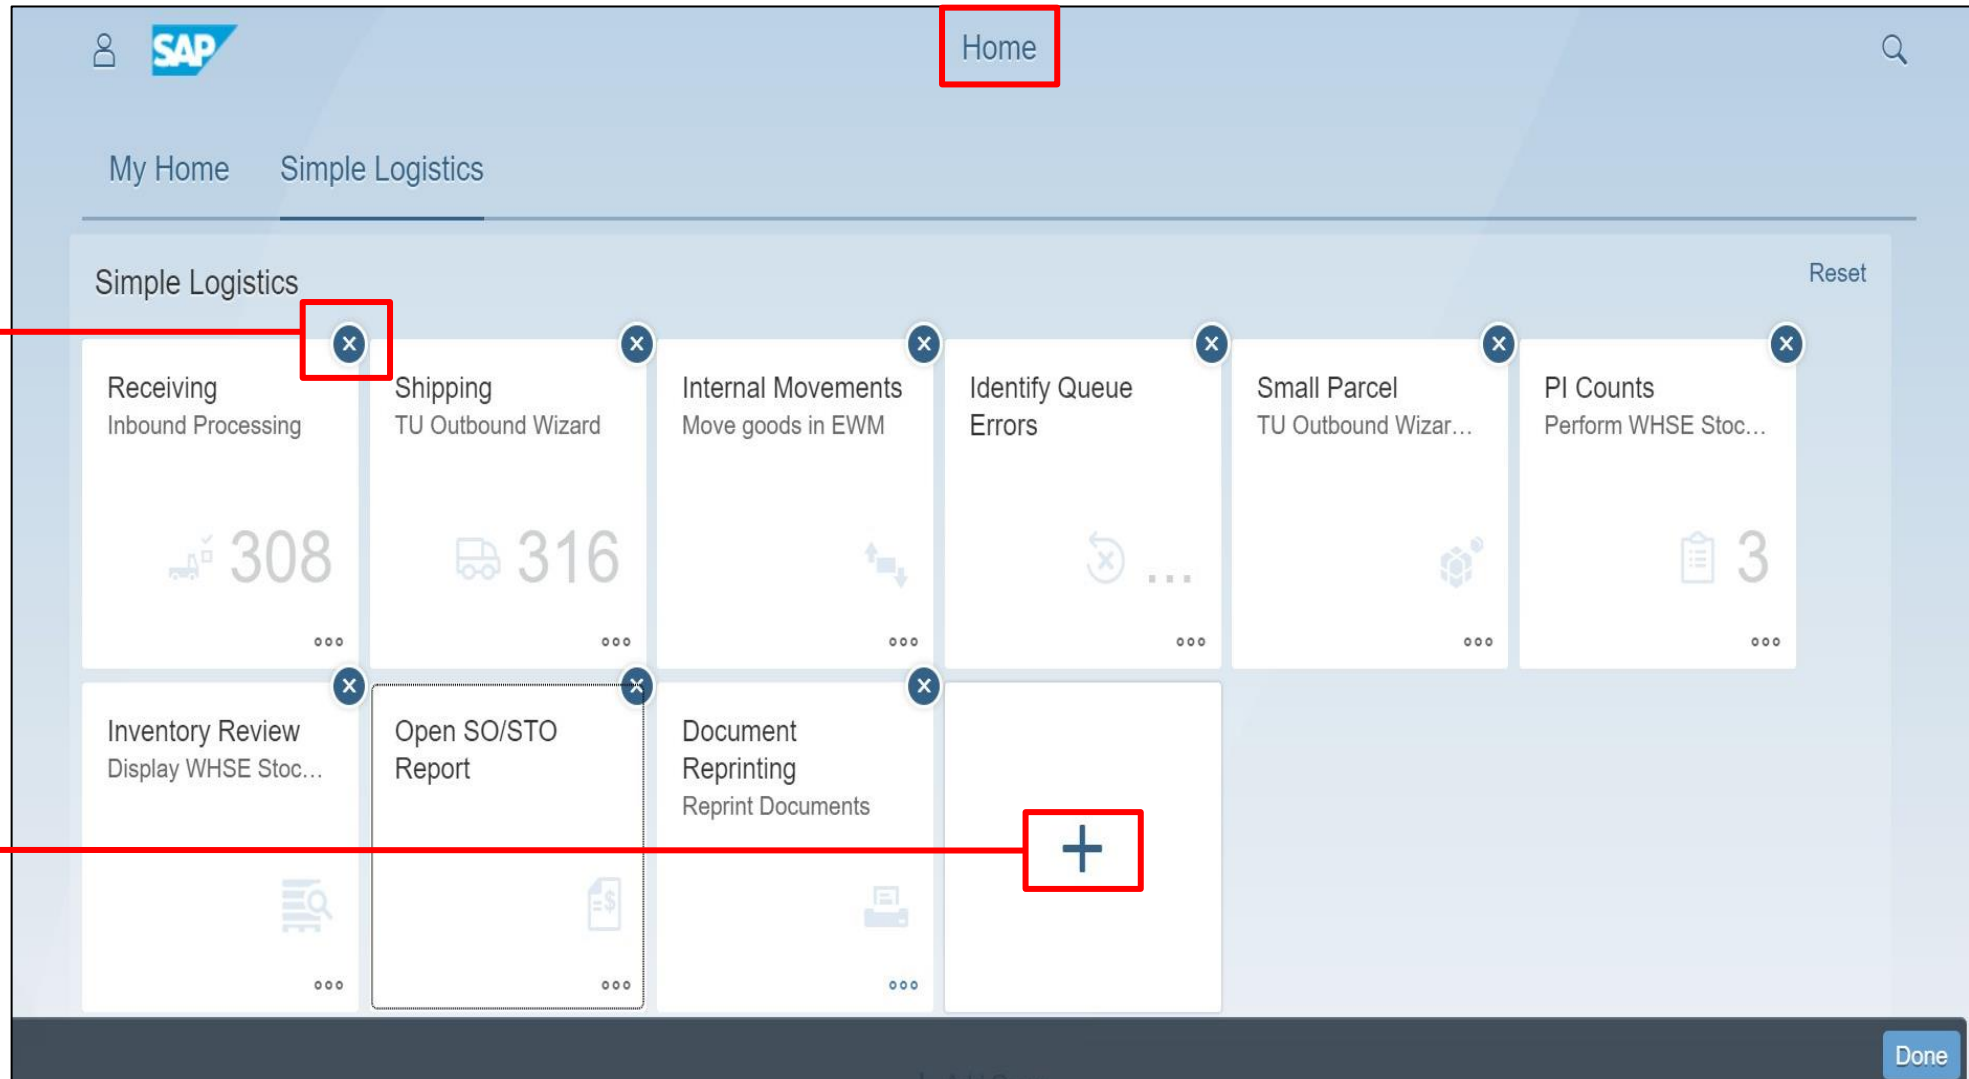 SAP
Home
My Home
Simple Logistics
Simple Logistics
Reset
Receiving
Inbound Processing
308
Shipping
TU Outbound Wizard
316
Internal Movements
Move goods in EWM
Identify Queue
Errors
...
Small Parcel
TU Outbound Wizar...
PI Counts
Perform WHSE Stoc...
3
Inventory Review
Display WHSE Stoc...
Open SO/STO
Report
Document
Reprinting
Reprint Documents
Done